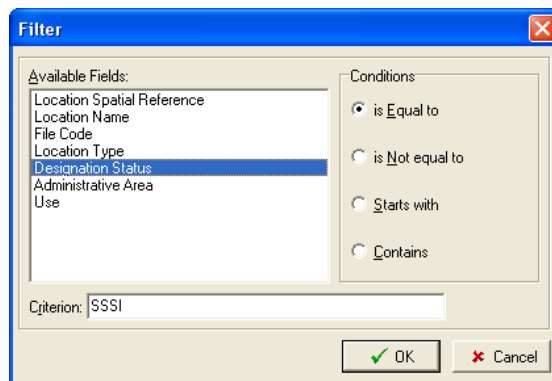 Filter
Available Fields:
Location Spatial Reference
Location Name
File Code
Location Type
Designation Status
Administrative Area
Use
Conditions
is Equal to
is Not equal to
Starts with
Contains
Criterion: SSSI
OK
Cancel